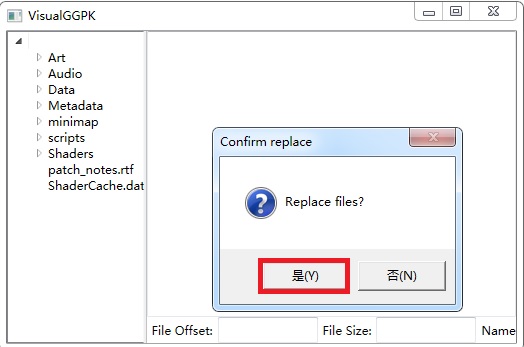 VisualGGPK
Art
Audio
Data
Metadata
minimap
scripts
Shaders
patch_notes.rtf
ShaderCache.dat
Confirm replace
Replace files?
是(Y)
否(N)
File Offset:
File Size:
Name